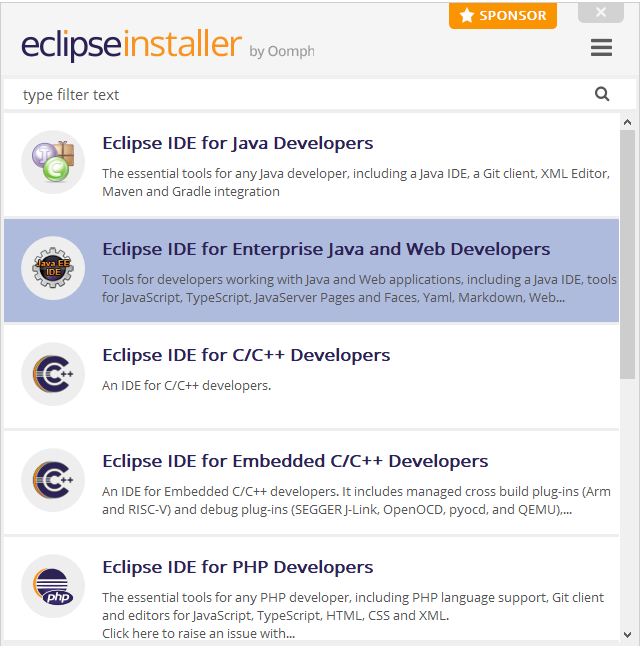 SPONSOR
eclipseinstaller by Oomph
type filter text
Eclipse IDE for Java Developers
The essential tools for any Java developer, including a Java IDE, a Git client, XML Editor,
Maven and Gradle integration
Java EE
IDE
Eclipse IDE for Enterprise Java and Web Developers
Tools for developers working with Java and Web applications, including a Java IDE, tools
for JavaScript, TypeScript, JavaServer Pages and Faces, Yaml, Markdown, Web...
C++
Eclipse IDE for C/C++ Developers
An IDE for C/C++ developers.
C++
Eclipse IDE for Embedded C/C++ Developers
An IDE for Embedded C/C++ developers. It includes managed cross build plug-ins (Arm
and RISC-V) and debug plug-ins (SEGGER J-Link, OpenOCD, pyocd, and QEMU),...
php
Eclipse IDE for PHP Developers
The essential tools for any PHP developer, including PHP language support, Git client
and editors for JavaScript, TypeScript, HTML, CSS and XML.
Click here to raise an issue with...